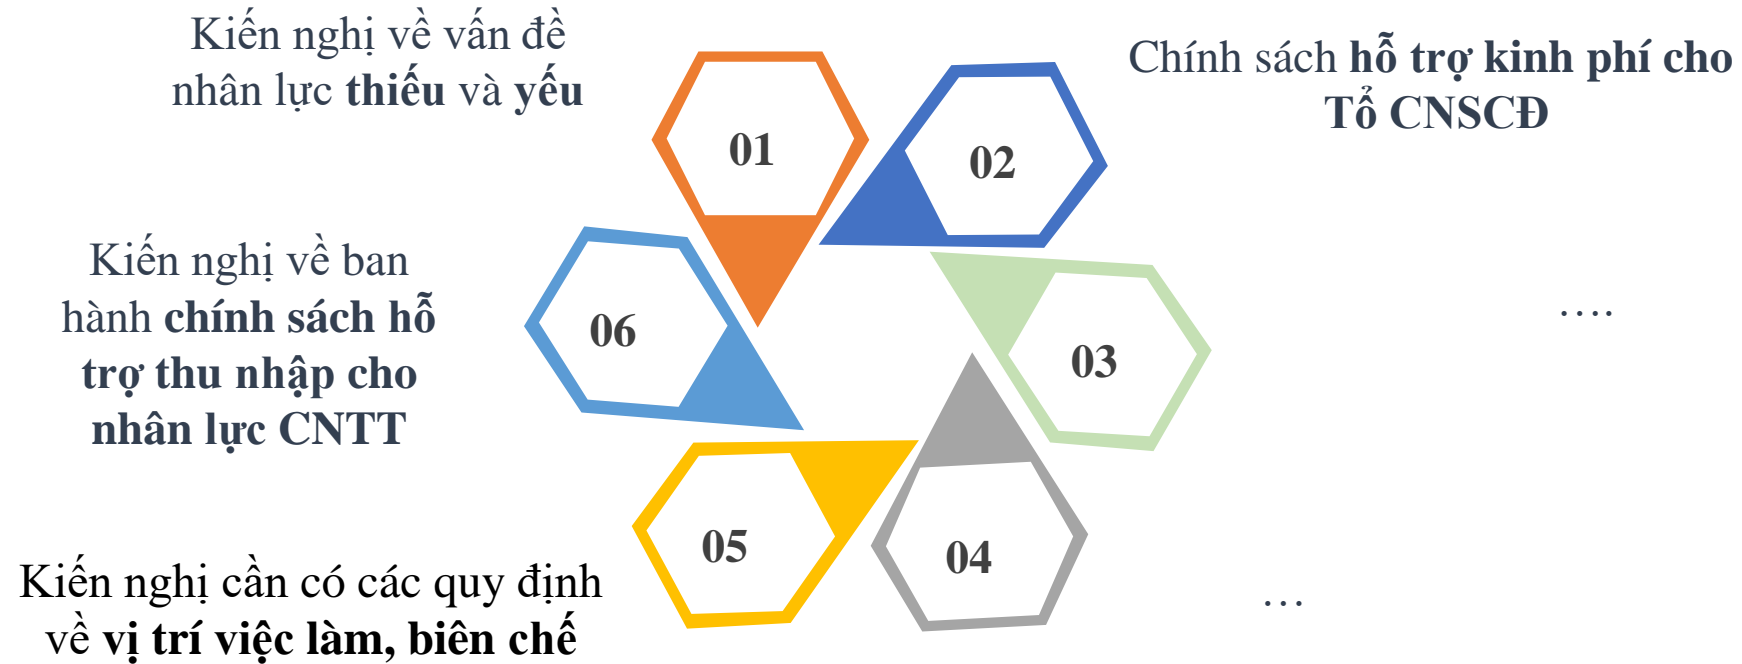 Kiến nghị về vấn đề
nhân lực thiếu và yếu
01
02
Chính sách hỗ trợ kinh phí cho
Tổ CNSCĐ
03
….
04
…
05
Kiến nghị cần có các quy định
về vị trí việc làm, biên chế
06
Kiến nghị về ban
hành chính sách hỗ
trợ thu nhập cho
nhân lực CNTT